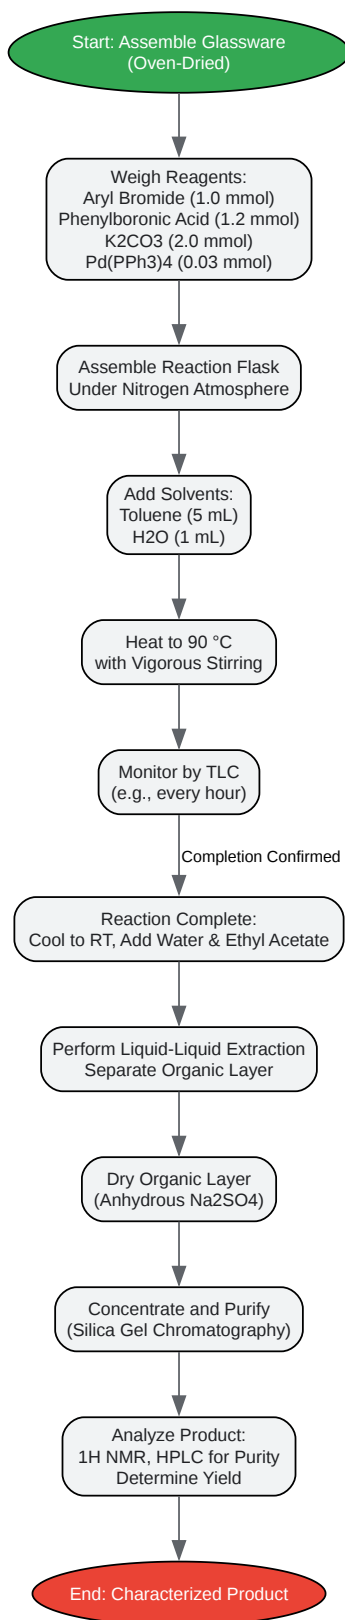 Start: Assemble Glassware
(Oven-Dried)
Weigh Reagents:
Aryl Bromide (1.0 mmol)
Phenylboronic Acid (1.2 mmol)
K2CO3 (2.0 mmol)
Pd(PPh3)4 (0.03 mmol)
Assemble Reaction Flask
Under Nitrogen Atmosphere
Add Solvents:
Toluene (5 mL)
H2O (1 mL)
Heat to 90 °C
with Vigorous Stirring
Monitor by TLC
(e.g., every hour)
Completion Confirmed
Reaction Complete:
Cool to RT, Add Water & Ethyl Acetate
Perform Liquid-Liquid Extraction
Separate Organic Layer
Dry Organic Layer
(Anhydrous Na2SO4)
Concentrate and Purify
(Silica Gel Chromatography)
Analyze Product:
1H NMR, HPLC for Purity
Determine Yield
End: Characterized Product